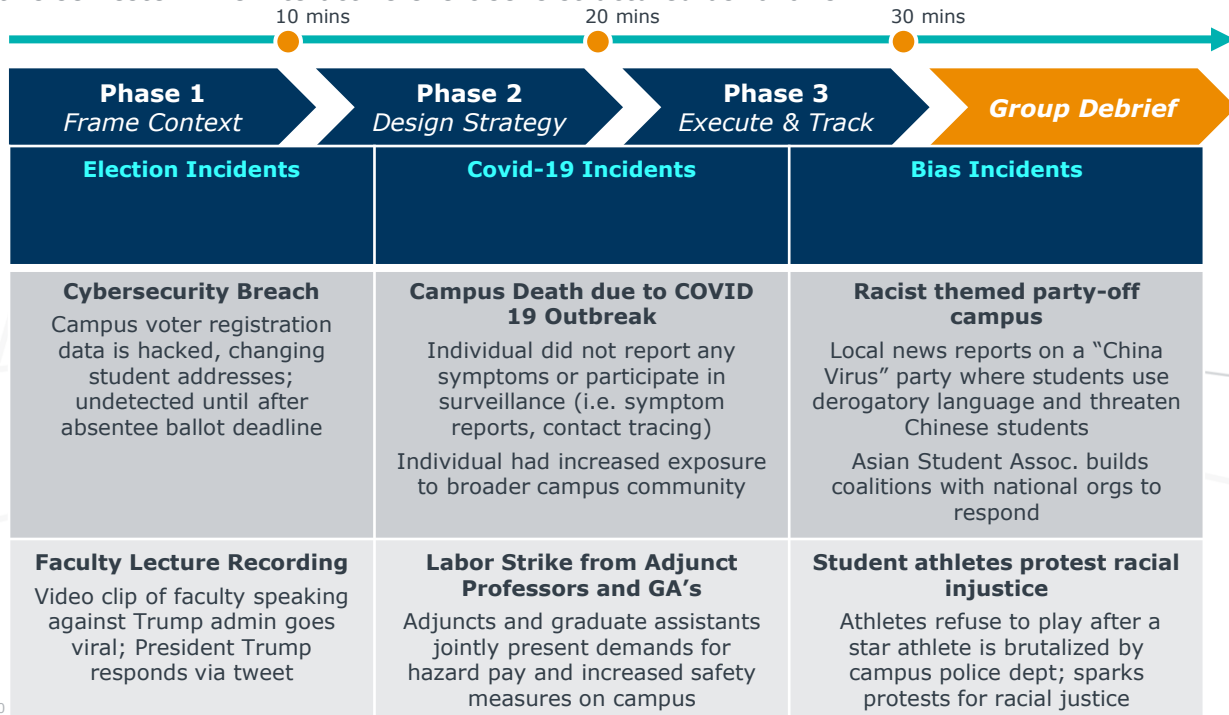 10 mins
20 mins
30 mins
Phase 1
Frame Context
Phase 2
Design Strategy
Phase 3
Execute & Track
Group Debrief
Election Incidents
Covid-19 Incidents
Bias Incidents
Cybersecurity Breach
Campus voter registration
data is hacked, changing
student addresses;
undetected until after
absentee ballot deadline
Campus Death due to COVID
19 Outbreak
Individual did not report any
symptoms or participate in
surveillance (i.e. symptom
reports, contact tracing)
Individual had increased exposure
to broader campus community
Racist themed party-off
campus
Local news reports on a “China
Virus” party where students use
derogatory language and threaten
Chinese students
Asian Student Assoc. builds
coalitions with national orgs to
respond
Faculty Lecture Recording
Video clip of faculty speaking
against Trump admin goes
viral; President Trump
responds via tweet
Labor Strike from Adjunct
Professors and GA’s
Adjuncts and graduate assistants
jointly present demands for
hazard pay and increased safety
measures on campus
Student athletes protest racial
injustice
Athletes refuse to play after a
star athlete is brutalized by
campus police dept; sparks
protests for racial justice